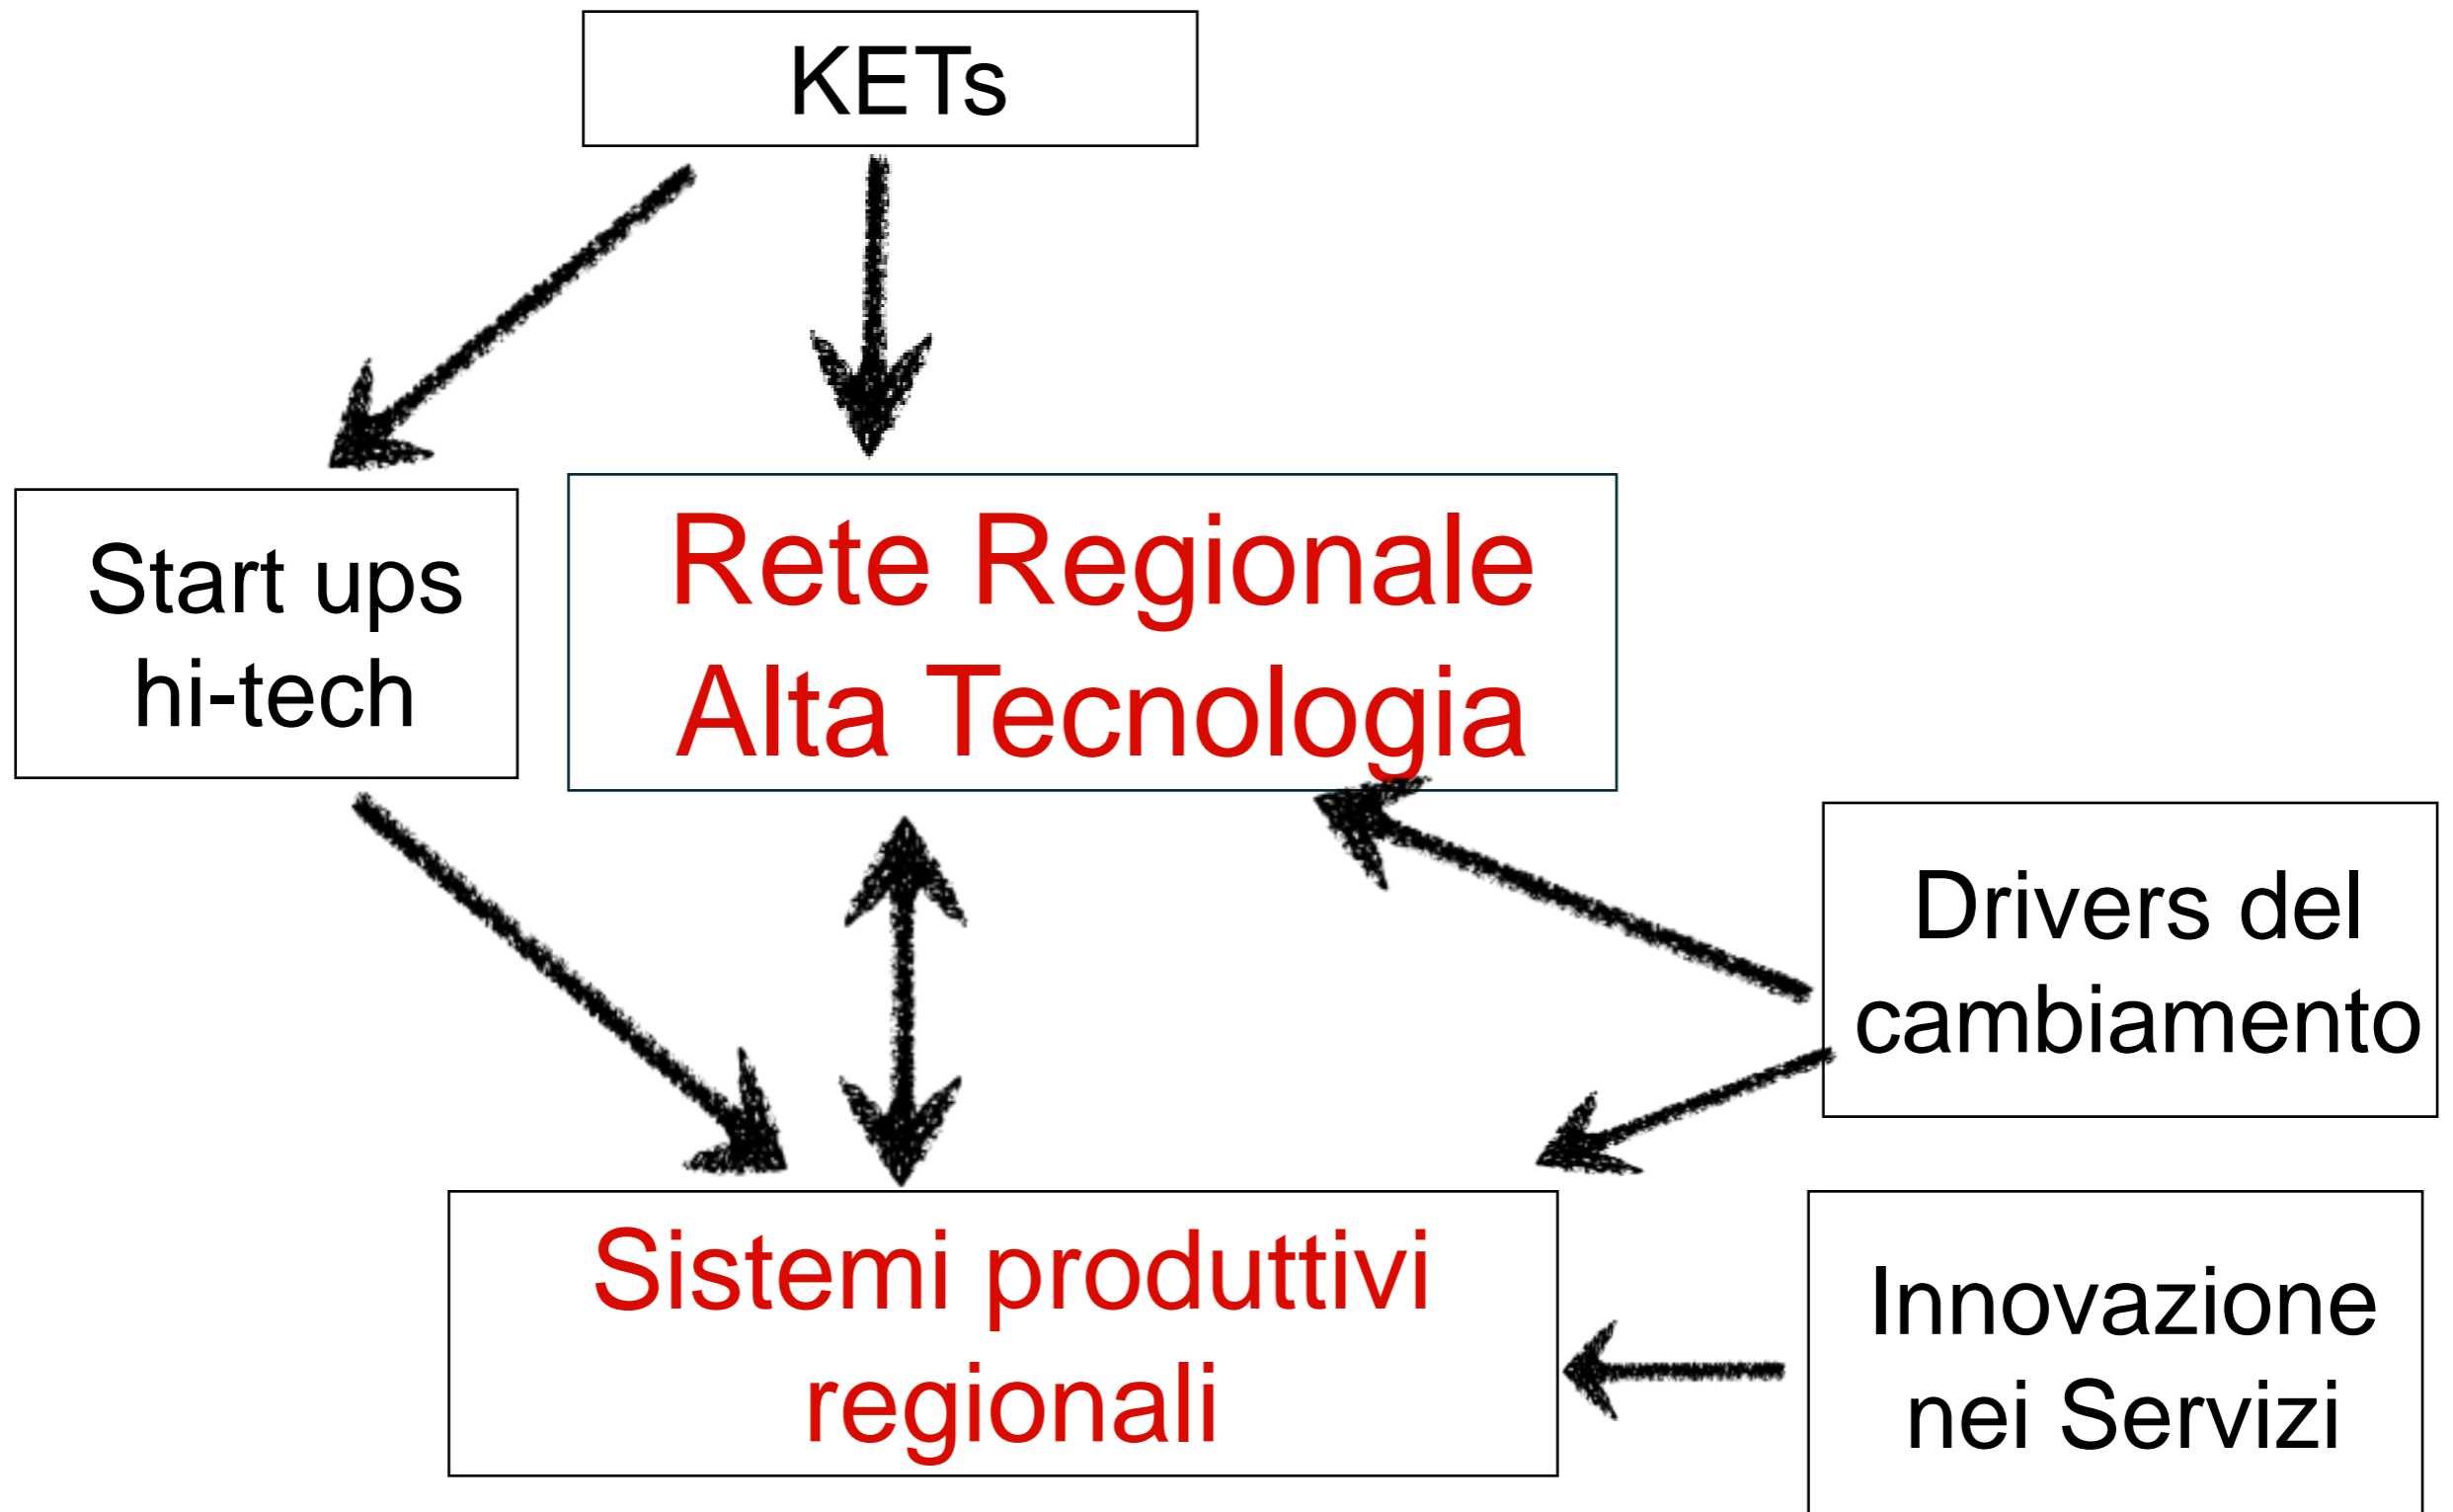 KETs
Start ups
hi-tech
Rete Regionale
Alta Tecnologia
Drivers del
cambiamento
Sistemi produttivi
regionali
Innovazione
nei Servizi